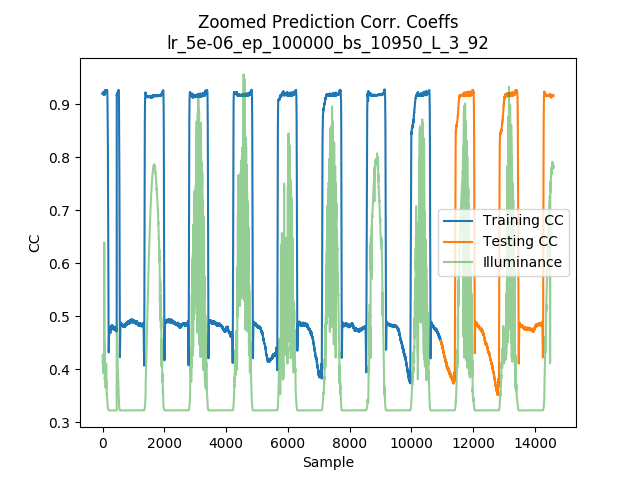 Zoomed Prediction Corr. Coeffs
lr_5e-06_ep_100000_bs_10950_L_3_92
0.9
0.8
0.7
0.6
0.5
0.4
0.3
CC
Training CC
Testing CC
Illuminance
0 2000 4000 6000 8000 10000 12000 14000
Sample